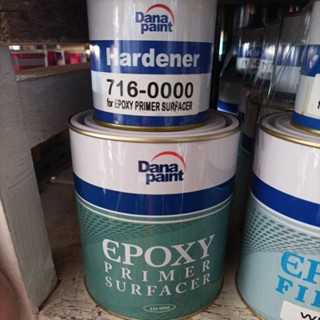 Dana
paint
Hardener
716-0000
for EPOXY PRIMER SURFACER
Dana
paint
EPOXY
PRIMER
SURFACER
EP
FI